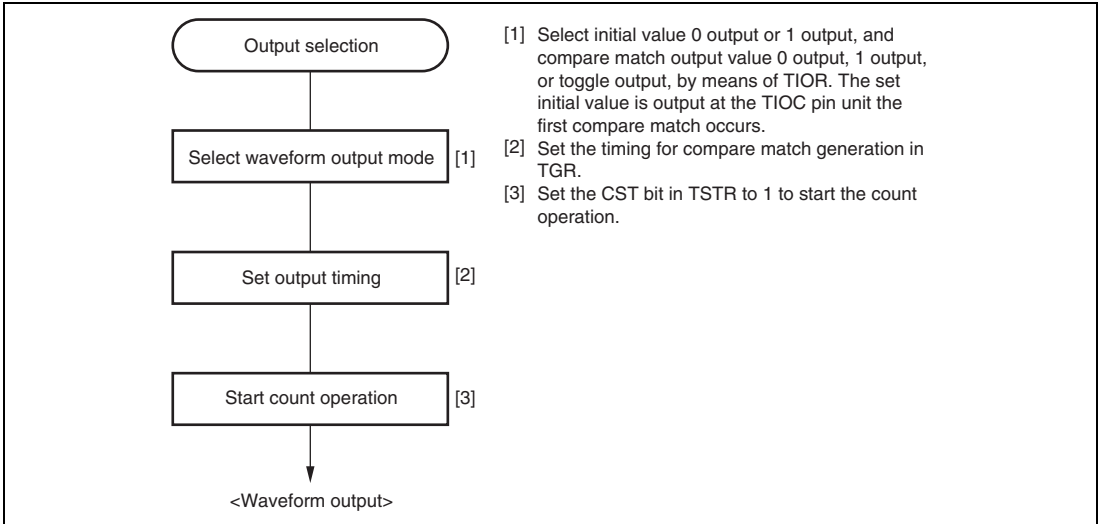 Output selection
Select waveform output mode [1]
Set output timing [2]
Start count operation [3]
<Waveform output>
[1] Select initial value 0 output or 1 output, and
compare match output value 0 output, 1 output,
or toggle output, by means of TIOR. The set
initial value is output at the TIOC pin unit the
first compare match occurs.
[2] Set the timing for compare match generation in
TGR.
[3] Set the CST bit in TSTR to 1 to start the count
operation.